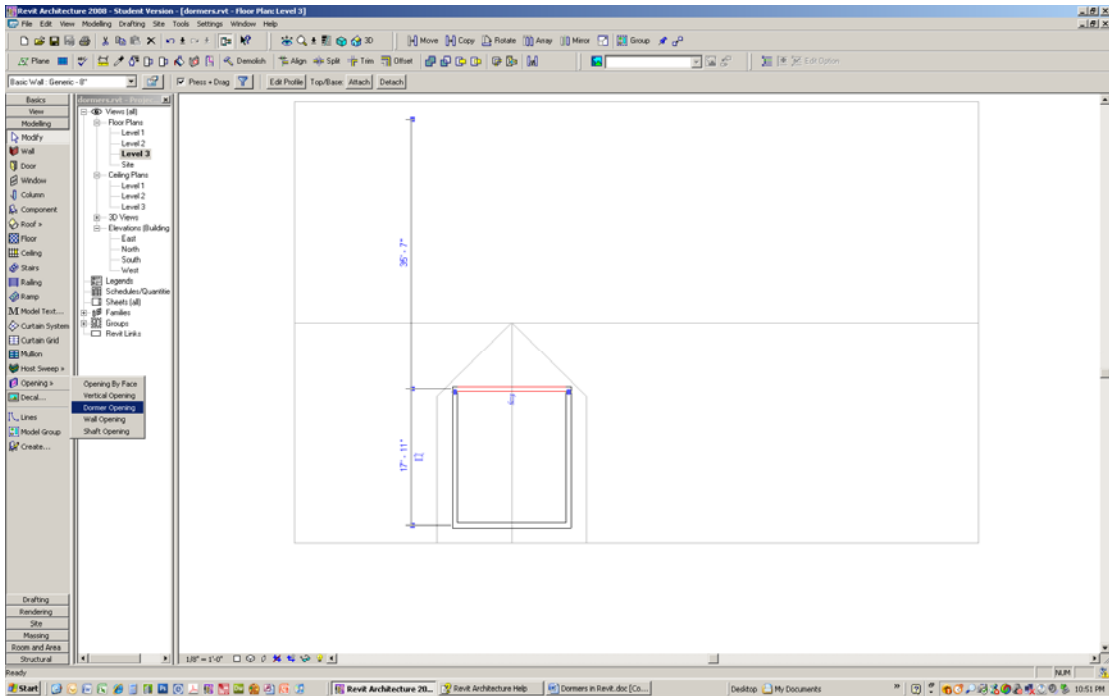 Revit Architecture 2008 - Student Version - [dormers.rvt - Floor Plan: Level 3]
File Edit View Modelling Drafting Site Tools Settings Window Help
3D Move Copy Rotate Array Mirror Group
Plane Demolish Align Split Trim Offset Edit Option
Basic Wall : Generic - 8" Press + Drag Edit Profile Top/Base: Attach Detach
Basics
View
Modelling
Modify
Wall
Door
Window
Column
Component
Roof »
Floor
Ceiling
Stairs
Railing
Ramp
Model Text...
Curtain System
Curtain Grid
Mullion
Host Sweep »
Opening »
Decal...
Lines
Model Group
Create...
Opening By Face
Vertical Opening
Dormer Opening
Wall Opening
Shaft Opening
Drafting
Rendering
Site
Massing
Room and Area
Structural
Views (all)
Floor Plans
Level 1
Level 2
Level 3
Site
Ceiling Plans
Level 1
Level 2
Level 3
3D Views
Elevations (Building
East
North
South
West
Legends
Schedules/Quantitie
Sheets (all)
Families
Groups
Revit Links
35' - 7"
17' - 11"
1/8" = 1'-0"
Ready
NUM
Start Revit Architecture 20... Revit Architecture Help Dormers in Revit.doc [Co... Desktop My Documents 10:51 PM